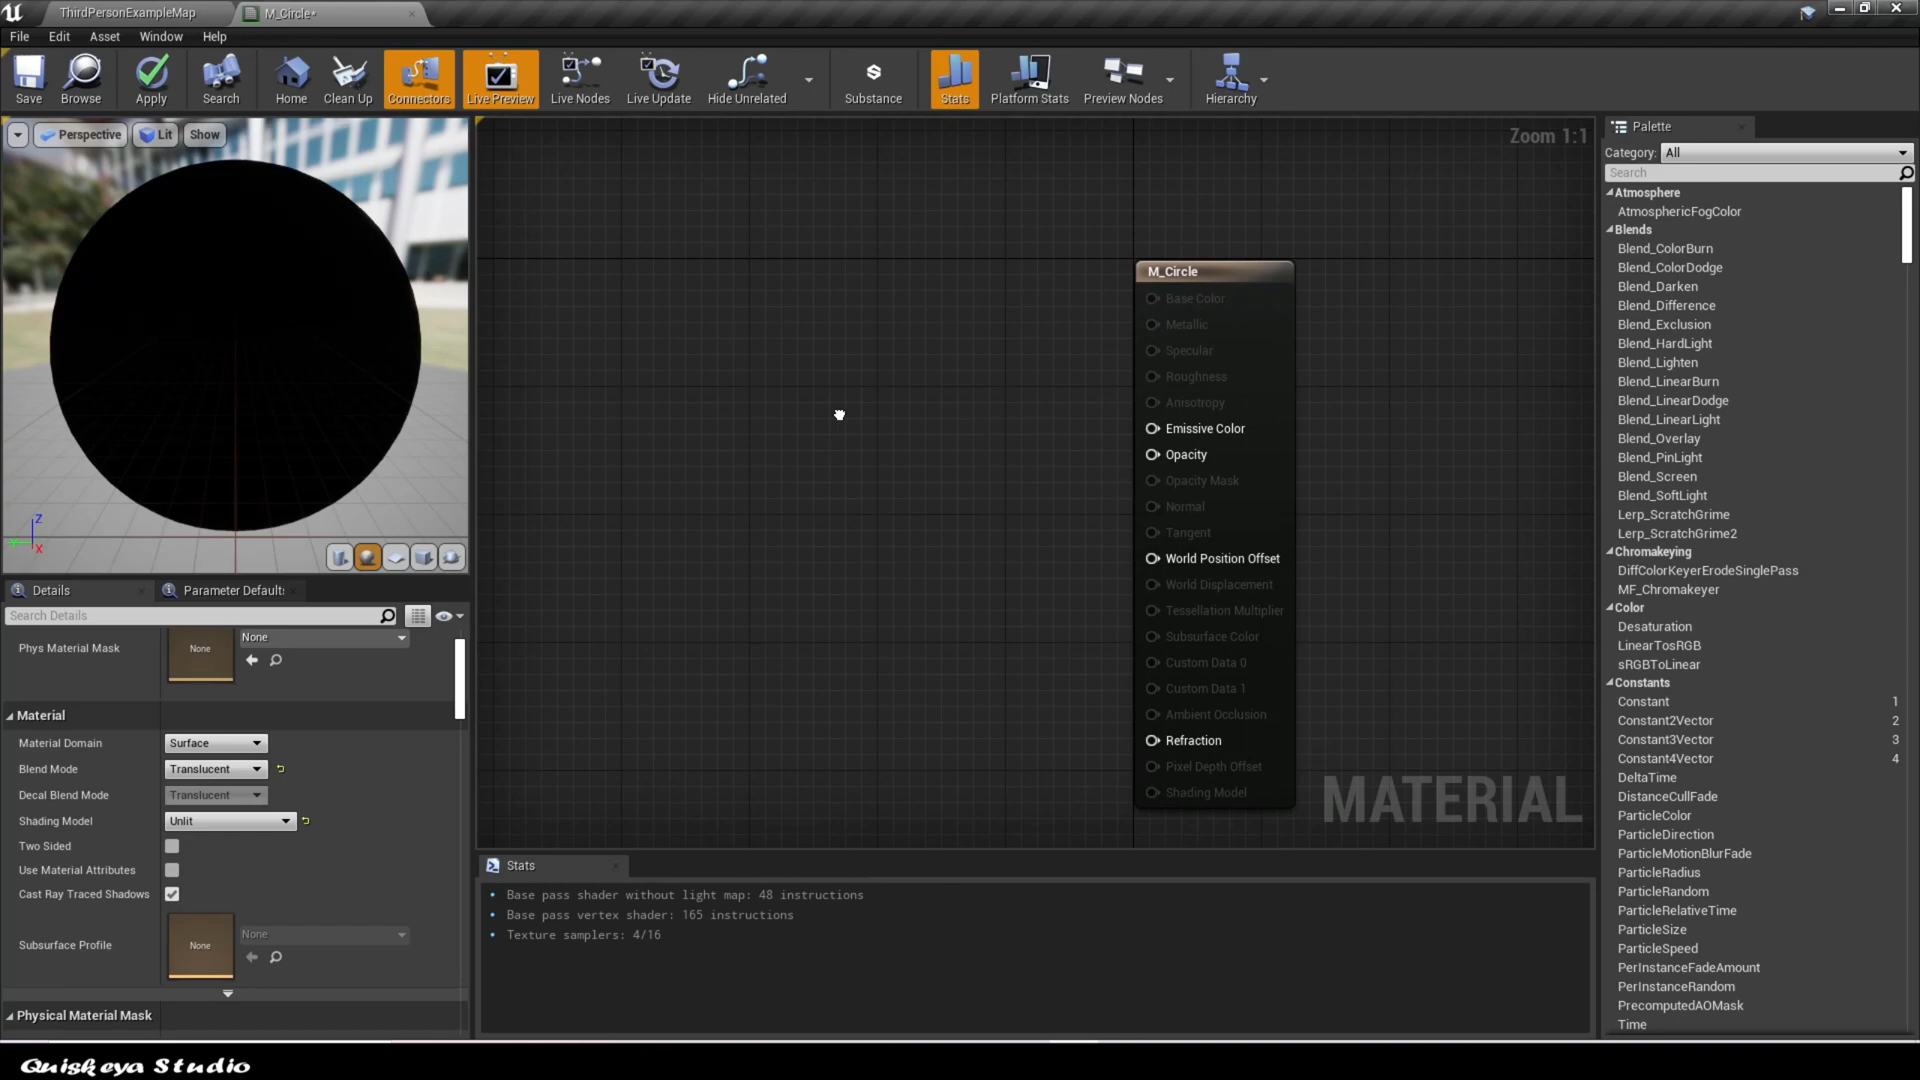 ThirdPersonExampleMap
M_Circle*
File Edit Asset Window Help
Save
Browse
Apply
Search
Home
Clean Up
Connectors
Live Preview
Live Nodes
Live Update
Hide Unrelated
Substance
Stats
Platform Stats
Preview Nodes
Hierarchy
Perspective
Lit
Show
Z
X
Zoom 1:1
M_Circle
Base Color
Metallic
Specular
Roughness
Anisotropy
Emissive Color
Opacity
Opacity Mask
Normal
Tangent
World Position Offset
World Displacement
Tessellation Multiplier
Subsurface Color
Custom Data 0
Custom Data 1
Ambient Occlusion
Refraction
Pixel Depth Offset
Shading Model
MATERIAL
Details
Parameter Defaults
Search Details
Phys Material Mask
None
None
Material
Material Domain
Surface
Blend Mode
Translucent
Decal Blend Mode
Translucent
Shading Model
Unlit
Two Sided
Use Material Attributes
Cast Ray Traced Shadows
Subsurface Profile
None
None
Physical Material Mask
Stats
Base pass shader without light map: 48 instructions
Base pass vertex shader: 165 instructions
Texture samplers: 4/16
Palette
Category: All
Search
Atmosphere
AtmosphericFogColor
Blends
Blend_ColorBurn
Blend_ColorDodge
Blend_Darken
Blend_Difference
Blend_Exclusion
Blend_HardLight
Blend_Lighten
Blend_LinearBurn
Blend_LinearDodge
Blend_LinearLight
Blend_Overlay
Blend_PinLight
Blend_Screen
Blend_SoftLight
Lerp_ScratchGrime
Lerp_ScratchGrime2
Chromakeying
DiffColorKeyerErodeSinglePass
MF_Chromakeyer
Color
Desaturation
LinearTosRGB
sRGBToLinear
Constants
Constant 1
Constant2Vector 2
Constant3Vector 3
Constant4Vector 4
DeltaTime
DistanceCullFade
ParticleColor
ParticleDirection
ParticleMotionBlurFade
ParticleRadius
ParticleRandom
ParticleRelativeTime
ParticleSize
ParticleSpeed
PerInstanceFadeAmount
PerInstanceRandom
PrecomputedAOMask
Time
Quiskeya Studio